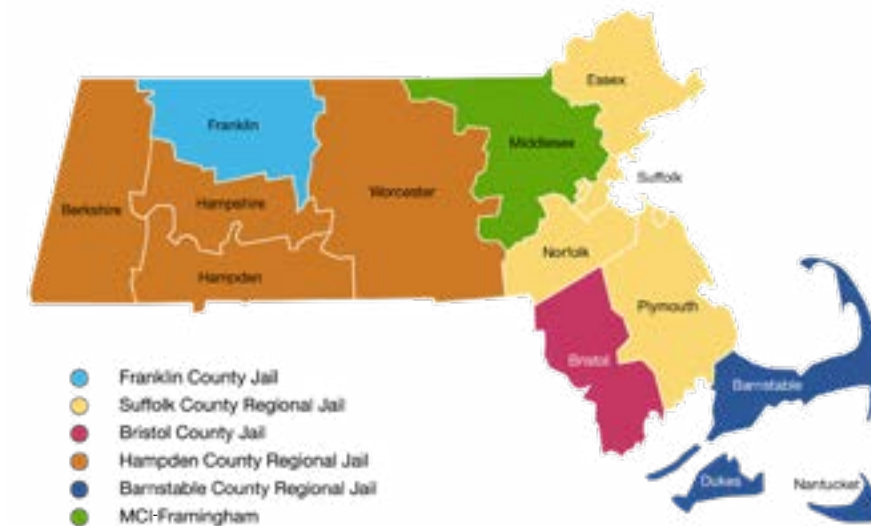 Essex
Franklin
Middlesex
Suffolk
Berkshire
Hampshire
Worcester
Norfolk
Hampden
Plymouth
Bristol
Barnstable
Dukes
Nantucket
Franklin County Jail
Suffolk County Regional Jail
Bristol County Jail
Hampden County Regional Jail
Barnstable County Regional Jail
MCI-Framingham